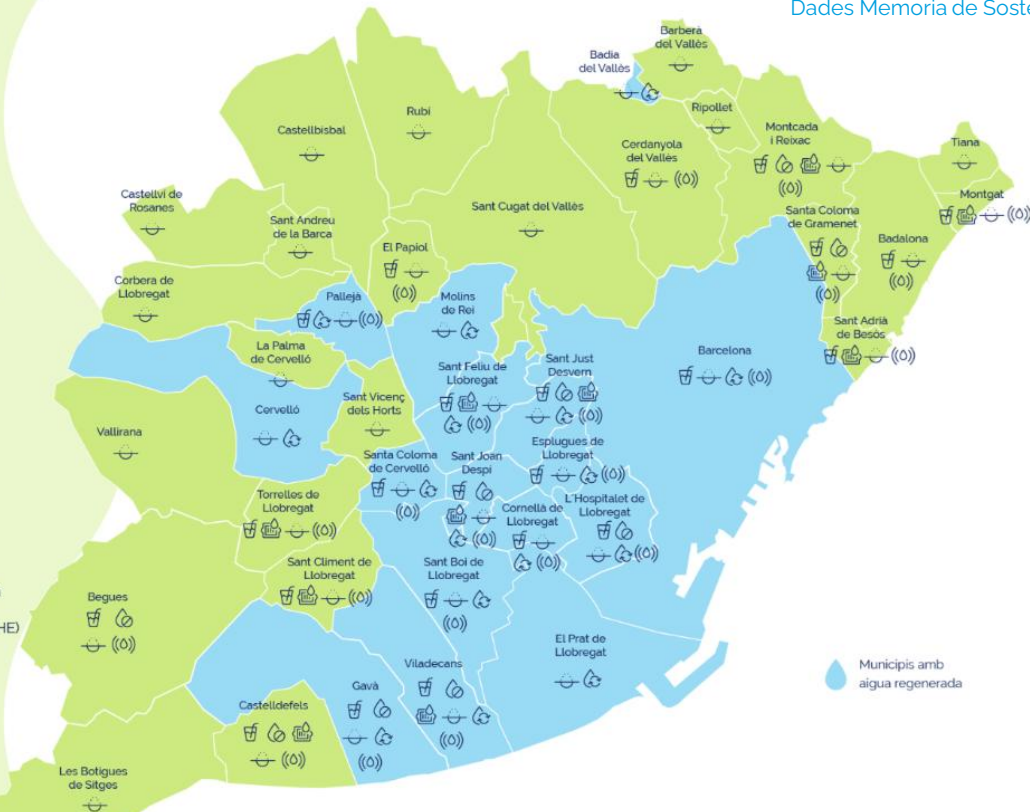 Dades Memoria de Soste
Barberà
del Vallès
Badia
del Vallès
Ripollet
Rubí
Castellbisbal
Montcada
i Reixac
Cerdanyola
del Vallès
Tiana
Montgat
Castellví de
Rosanes
Sant Andreu
de la Barca
Sant Cugat del Vallès
Santa Coloma
de Gramenet
Badalona
El Papiol
Corbera de
Llobregat
Pallejà
Molins
de Rei
Sant Adrià
de Besòs
La Palma
de Cervelló
Sant Feliu de
Llobregat
Sant Just
Desvern
Barcelona
Cervelló
Sant Vicenç
dels Horts
Vallirana
Santa Coloma
de Cervelló
Sant Joan
Despí
Esplugues de
Llobregat
Torrelles de
Llobregat
Cornellà de
Llobregat
L'Hospitalet de
Llobregat
Sant Climent de
Llobregat
Sant Boi de
Llobregat
Begues
HE)
El Prat de
Llobregat
Viladecans
Gavà
Castelldefels
Municipis amb
aigua regenerada
Les Botigues
de Sitges